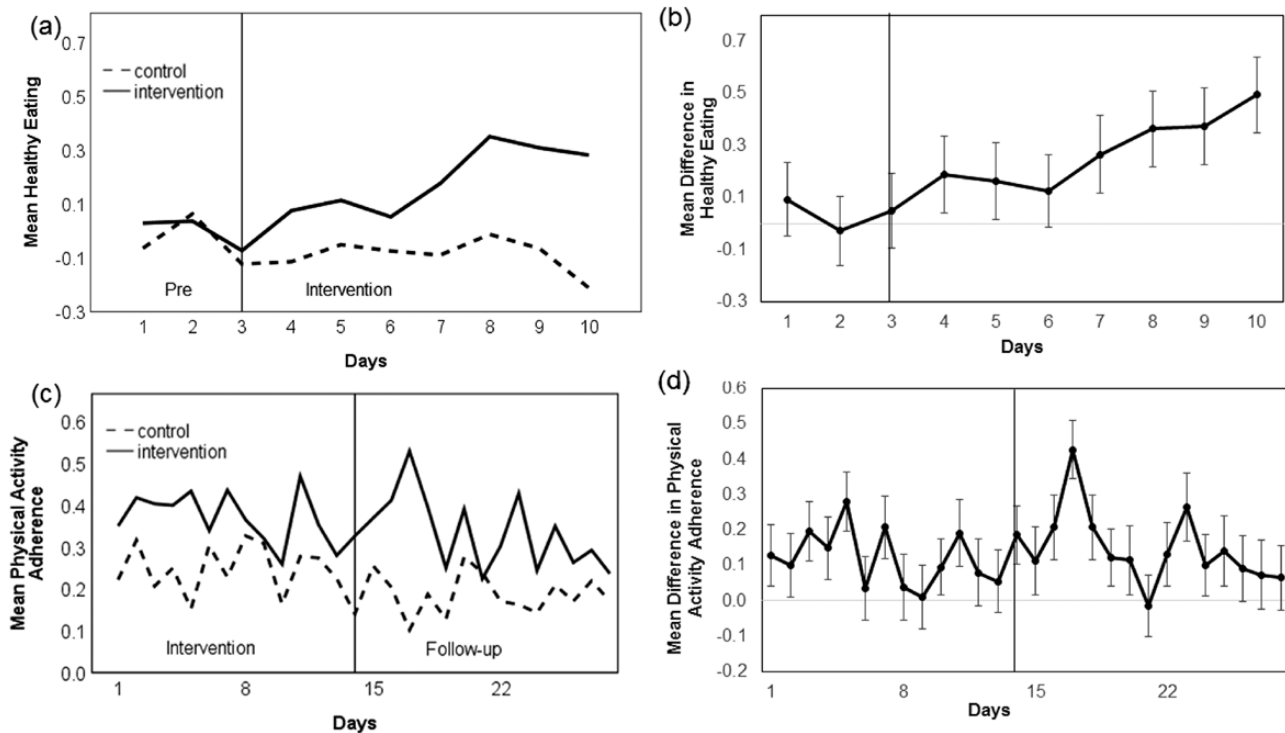 (a)
Mean Healthy Eating
0.7
0.5
0.3
0.1
-0.1
-0.3
control
intervention
Pre
Intervention
1 2 3 4 5 6 7 8 9 10
Days
(b)
Mean Difference in
Healthy Eating
0.7
0.5
0.3
0.1
-0.1
-0.3
1 2 3 4 5 6 7 8 9 10
Days
(c)
Mean Physical Activity
Adherence
0.6
0.5
0.4
0.3
0.2
0.1
0.0
control
intervention
Intervention
Follow-up
1 8 15 22
Days
(d)
Mean Difference in Physical
Activity Adherence
0.6
0.5
0.4
0.3
0.2
0.1
0.0
-0.1
-0.2
1 8 15 22
Days